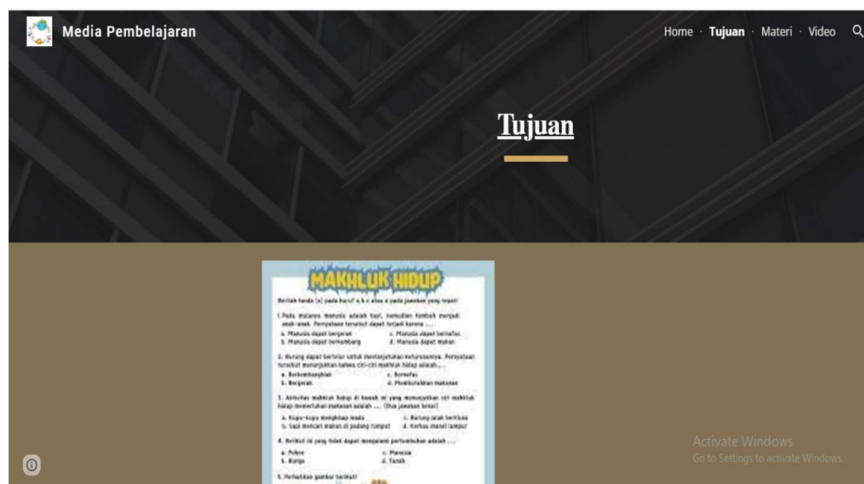 Media Pembelajaran
Home · Tujuan · Materi · Video
Tujuan
MAKHLUK HIDUP
Berilah tanda (x) pada huruf a,b,c atau d pada jawaban yang tepat!
1. Pada mulanya manusia adalah bayi, kemudian tumbuh menjadi
anak-anak. Pernyataan tersebut dapat terjadi karena ....
a. Manusia dapat bergerak c. Manusia dapat bernafas
b. Manusia dapat berkembang d. Manusia dapat makan
2. Burung dapat bertelur untuk melanjutkan keturunannya. Pernyataan
tersebut menunjukkan bahwa ciri-ciri makhluk hidup adalah....
a. Berkembangbiak c. Bernafas
b. Bergerak d. Membutuhkan makanan
3. Aktivitas makhluk hidup di bawah ini yang menunjukkan ciri makhluk
hidup memerlukan makanan adalah .... (Dua jawaban benar)
a. Kupu-kupu menghisap madu c. Burung jalak berkicau
b. Sapi mencari makan di padang rumput d. Kerbau mandi lumpur
4. Berikut ini yang tidak dapat mengalami pertumbuhan adalah ....
a. Pohon c. Manusia
b. Bunga d. Tanah
5. Perhatikan gambar berikut!
Activate Windows
Go to Settings to activate Windows.